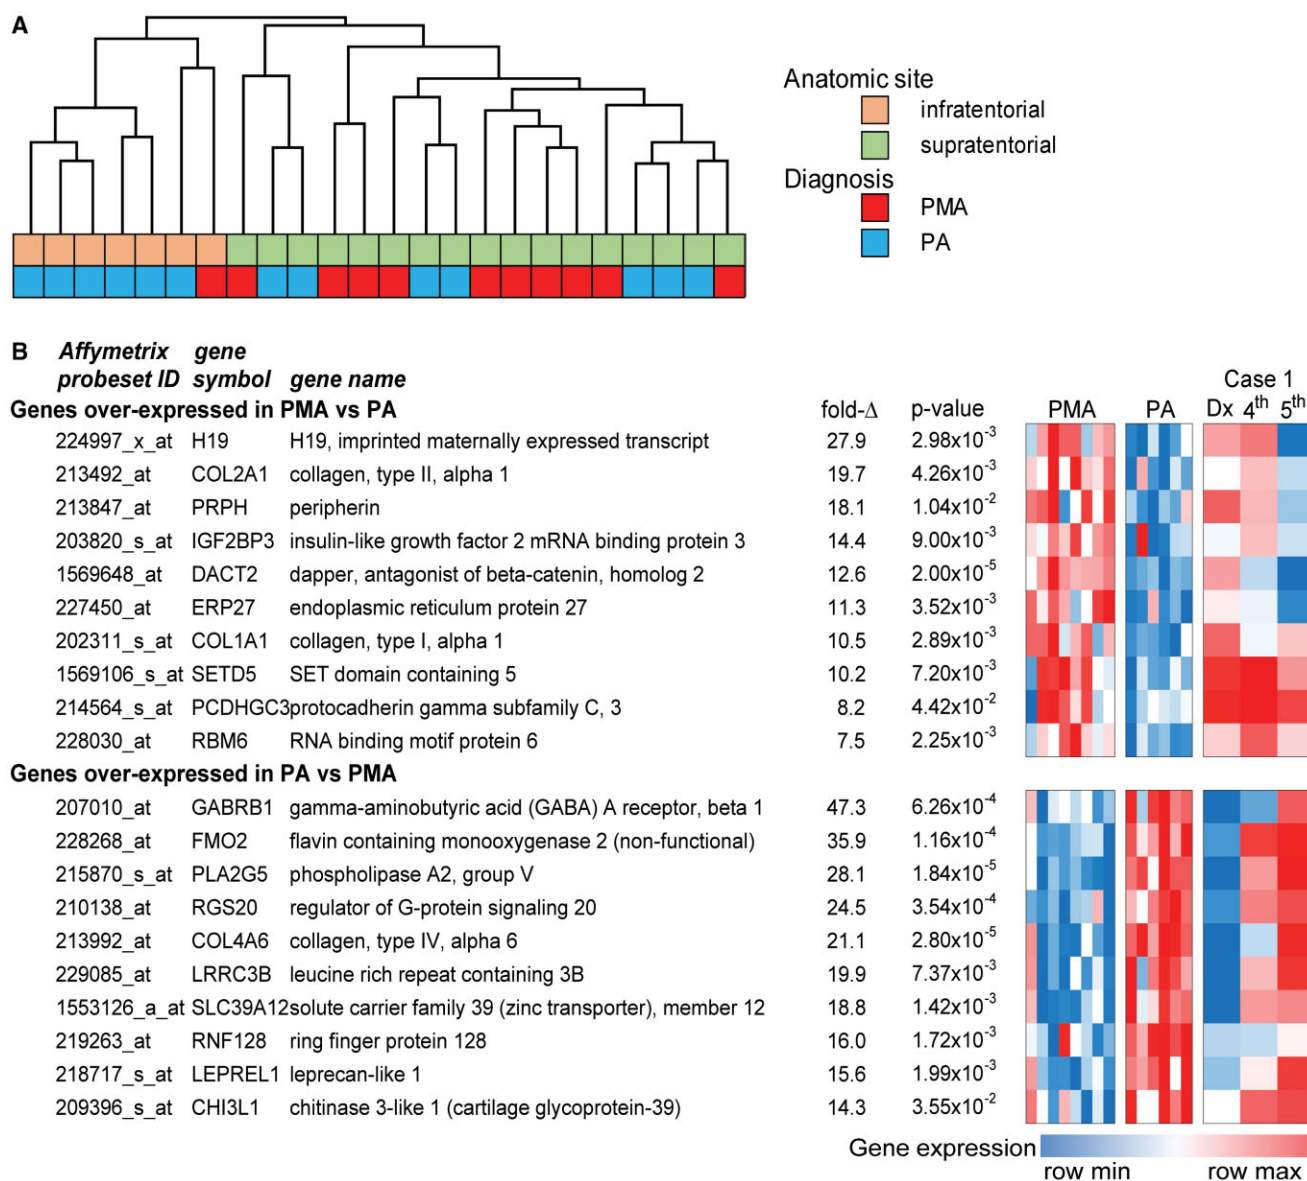 A
Anatomic site
infratentorial
supratentorial
Diagnosis
PMA
PA
B Affymetrix gene
probeset ID symbol gene name
Case 1
Genes over-expressed in PMA vs PA fold-Δ p-value PMA PA Dx 4th 5th
224997_x_at H19 H19, imprinted maternally expressed transcript 27.9 2.98x10-3
213492_at COL2A1 collagen, type II, alpha 1 19.7 4.26x10-3
213847_at PRPH peripherin 18.1 1.04x10-2
203820_s_at IGF2BP3 insulin-like growth factor 2 mRNA binding protein 3 14.4 9.00x10-3
1569648_at DACT2 dapper, antagonist of beta-catenin, homolog 2 12.6 2.00x10-5
227450_at ERP27 endoplasmic reticulum protein 27 11.3 3.52x10-3
202311_s_at COL1A1 collagen, type I, alpha 1 10.5 2.89x10-3
1569106_s_at SETD5 SET domain containing 5 10.2 7.20x10-3
214564_s_at PCDHGC3 protocadherin gamma subfamily C, 3 8.2 4.42x10-2
228030_at RBM6 RNA binding motif protein 6 7.5 2.25x10-3
Genes over-expressed in PA vs PMA
207010_at GABRB1 gamma-aminobutyric acid (GABA) A receptor, beta 1 47.3 6.26x10-4
228268_at FMO2 flavin containing monooxygenase 2 (non-functional) 35.9 1.16x10-4
215870_s_at PLA2G5 phospholipase A2, group V 28.1 1.84x10-5
210138_at RGS20 regulator of G-protein signaling 20 24.5 3.54x10-4
213992_at COL4A6 collagen, type IV, alpha 6 21.1 2.80x10-5
229085_at LRRC3B leucine rich repeat containing 3B 19.9 7.37x10-3
1553126_a_at SLC39A12 solute carrier family 39 (zinc transporter), member 12 18.8 1.42x10-3
219263_at RNF128 ring finger protein 128 16.0 1.72x10-3
218717_s_at LEPREL1 leprecan-like 1 15.6 1.99x10-3
209396_s_at CHI3L1 chitinase 3-like 1 (cartilage glycoprotein-39) 14.3 3.55x10-2
Gene expression
row min row max